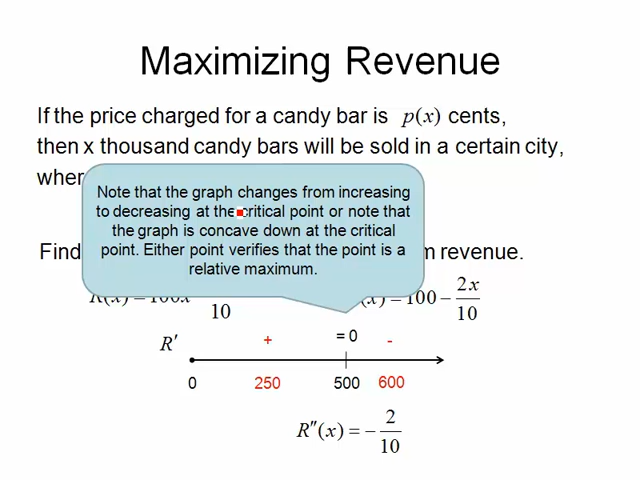 Maximizing Revenue
If the price charged for a candy bar is p(x) cents,
then x thousand candy bars will be sold in a certain city,
wher
Note that the graph changes from increasing
to decreasing at the critical point or note that
the graph is concave down at the critical
point. Either point verifies that the point is a
relative maximum.
Find m revenue.
R(x) = 100x 10 (x) = 100 − 2x/10
R′ + = 0 -
0 250 500 600
R″(x) = − 2/10